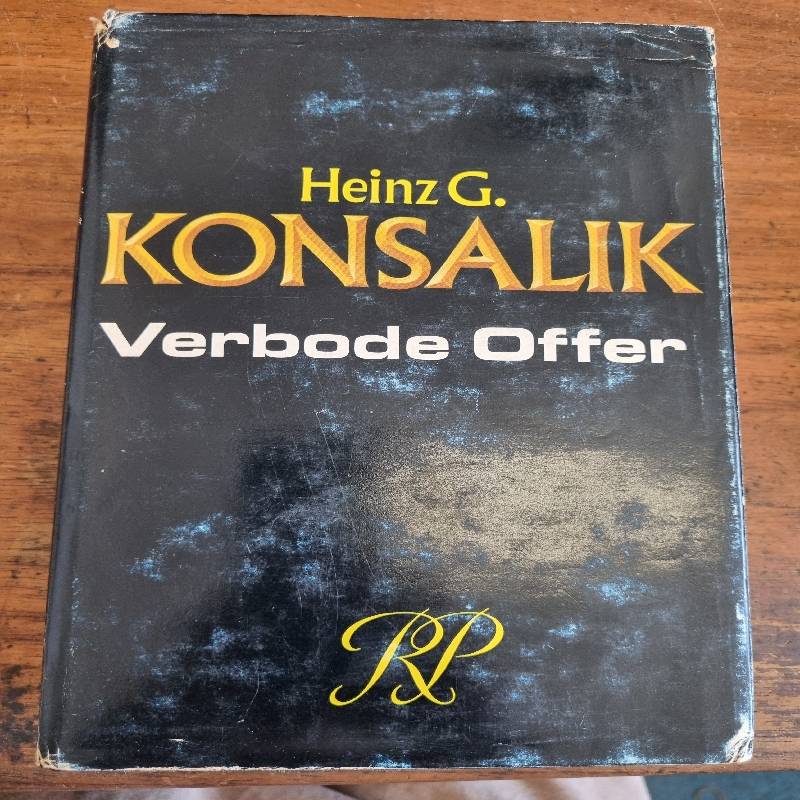 Heinz G.
KONSALIK
Verbode Offer
RP